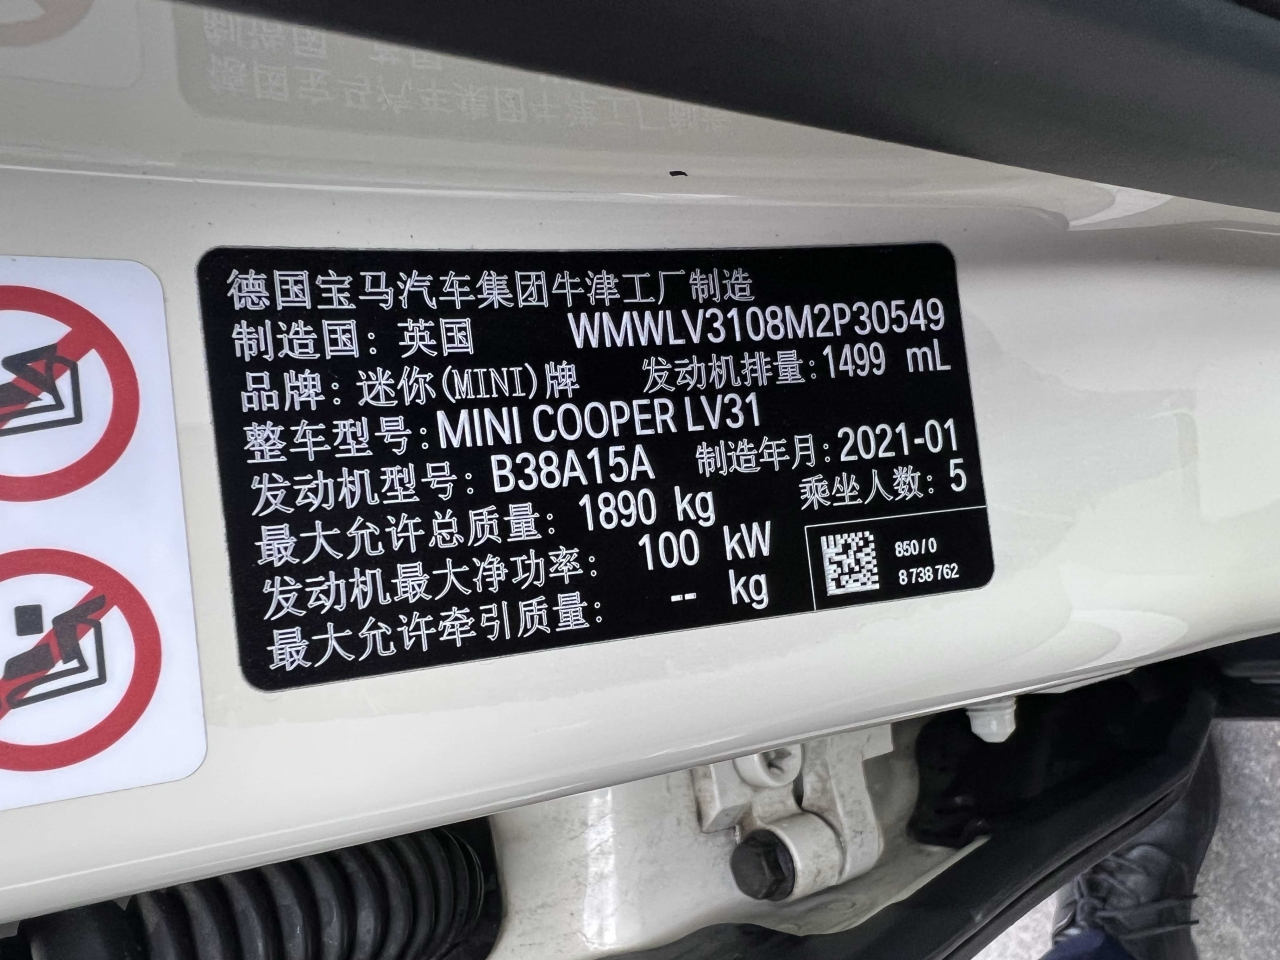 德国宝马汽车集团牛津工厂制造
制造国：英国 WMWLV3108M2P30549
品牌：迷你(MINI)牌 发动机排量：1499 mL
整车型号：MINI COOPER LV31
发动机型号：B38A15A 制造年月：2021-01
最大允许总质量：1890 kg 乘坐人数：5
发动机最大净功率：100 kW
最大允许牵引质量：-- kg
850/0
8 738 762